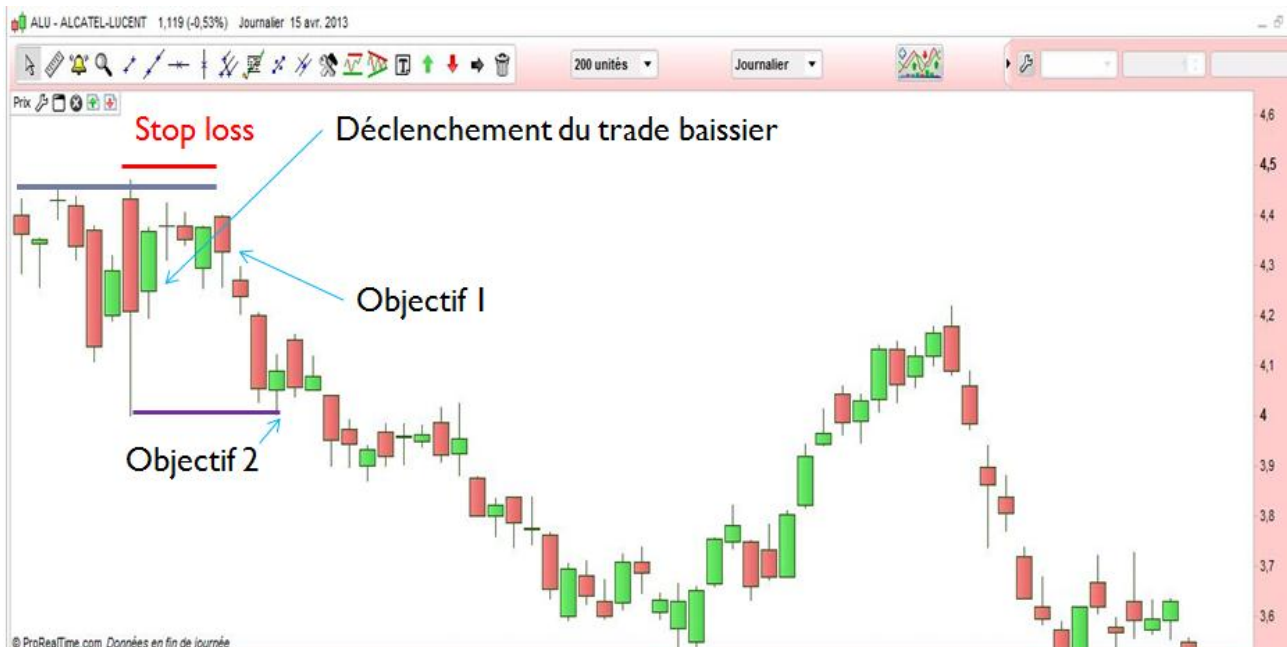 ALU - ALCATEL-LUCENT 1,119 (-0,53%) Journalier 15 avr. 2013
200 unités Journalier
Prix
Stop loss
Déclenchement du trade baissier
Objectif 1
Objectif 2
4,6
4,5
4,4
4,3
4,2
4,1
4
3,9
3,8
3,7
3,6
© ProRealTime.com Données en fin de journée